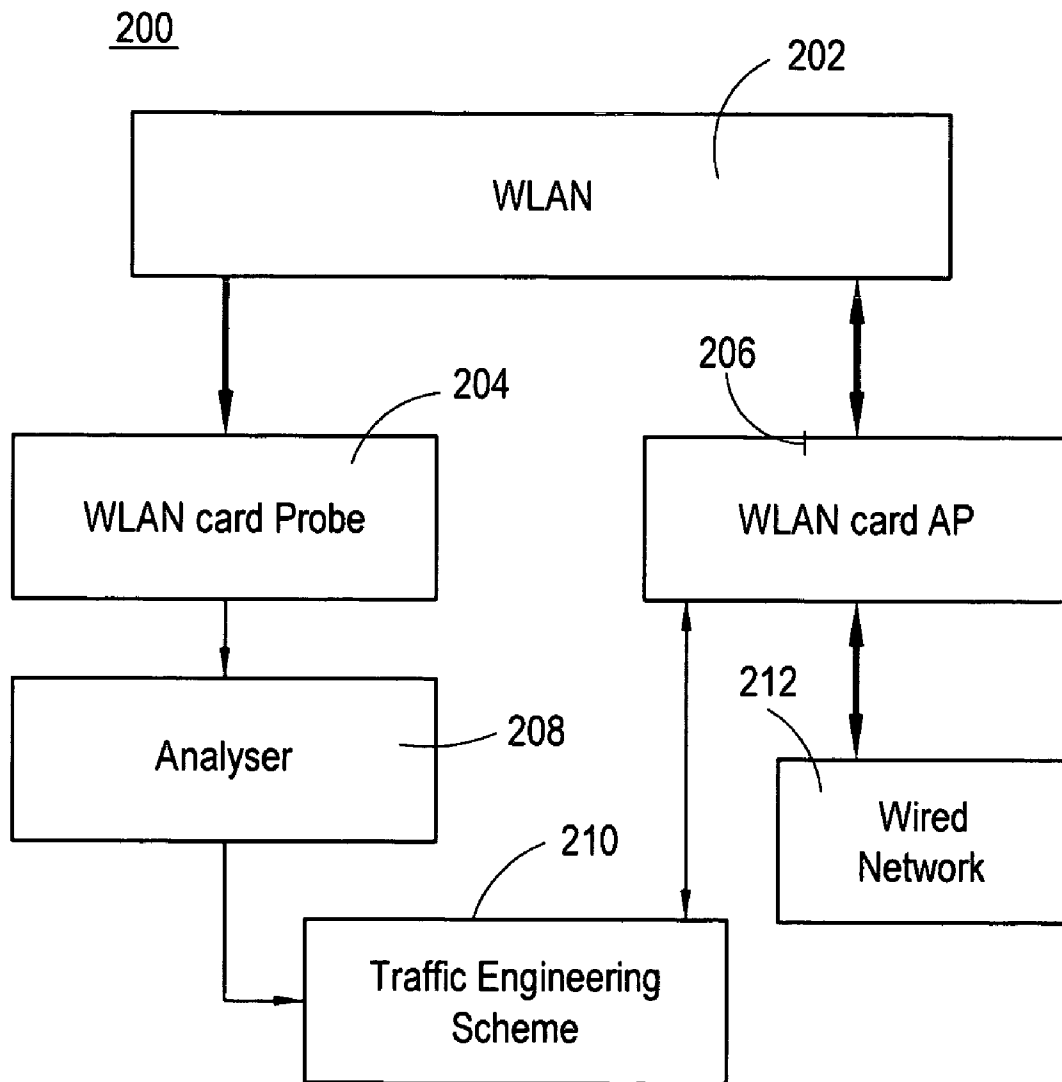 200
202
WLAN
206
204
WLAN card Probe
WLAN card AP
212
208
Analyser
Wired
Network
210
Traffic Engineering
Scheme